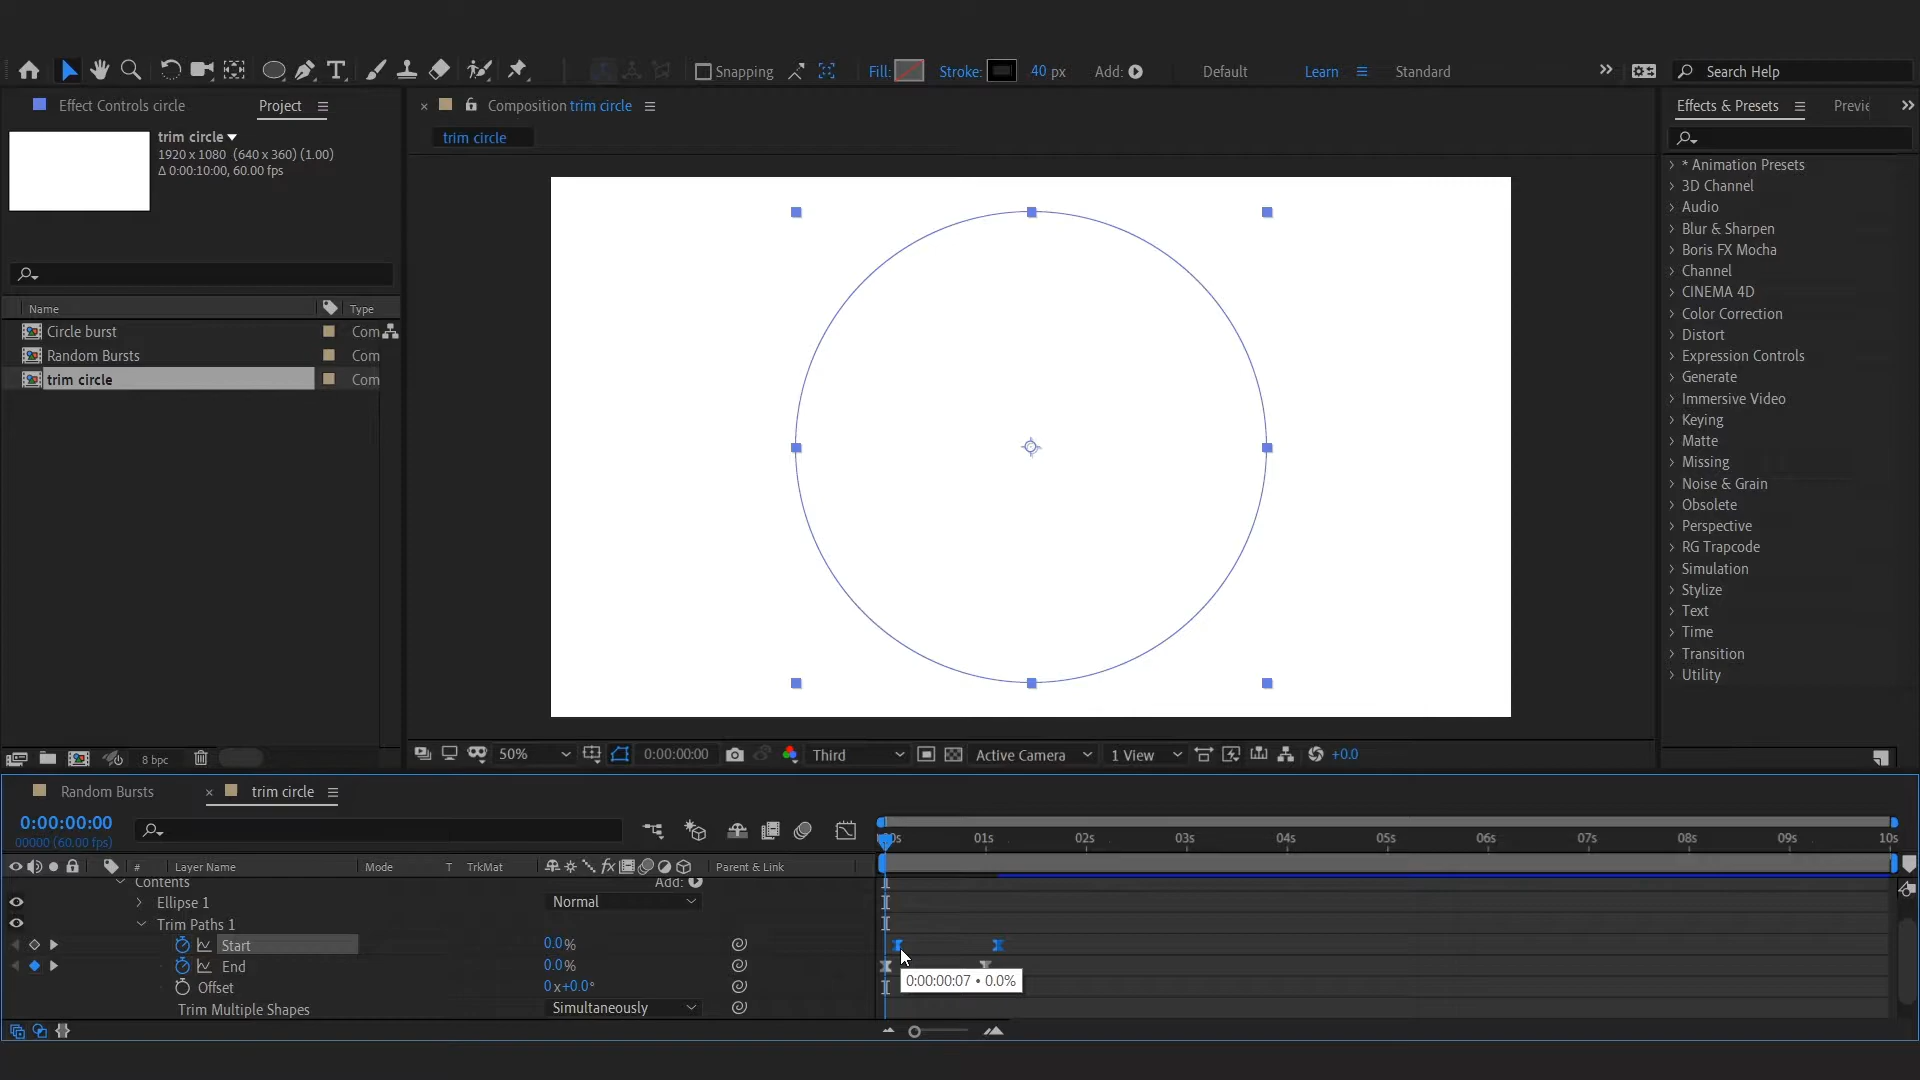 Snapping
Fill:
Stroke:
40 px
Add:
Default
Learn
Standard
Search Help
Effect Controls circle
Project
Composition trim circle
Effects & Presets
Previe
trim circle
1920 x 1080 (640 x 360) (1.00)
Δ 0:00:10:00, 60.00 fps
trim circle
* Animation Presets
3D Channel
Audio
Blur & Sharpen
Boris FX Mocha
Channel
CINEMA 4D
Color Correction
Distort
Expression Controls
Generate
Immersive Video
Keying
Matte
Missing
Noise & Grain
Obsolete
Perspective
RG Trapcode
Simulation
Stylize
Text
Time
Transition
Utility
Name
Type
Circle burst
Com
Random Bursts
Com
trim circle
Com
8 bpc
50%
0:00:00:00
Third
Active Camera
1 View
+0.0
Random Bursts
trim circle
0:00:00:00
00000 (60.00 fps)
0s
01s
02s
03s
04s
05s
06s
07s
08s
09s
10s
#
Layer Name
Mode
T
TrkMat
fx
Parent & Link
Contents
Add:
Ellipse 1
Normal
Trim Paths 1
Start
0.0%
End
0.0%
0:00:00:07 • 0.0%
Offset
0x+0.0°
Trim Multiple Shapes
Simultaneously